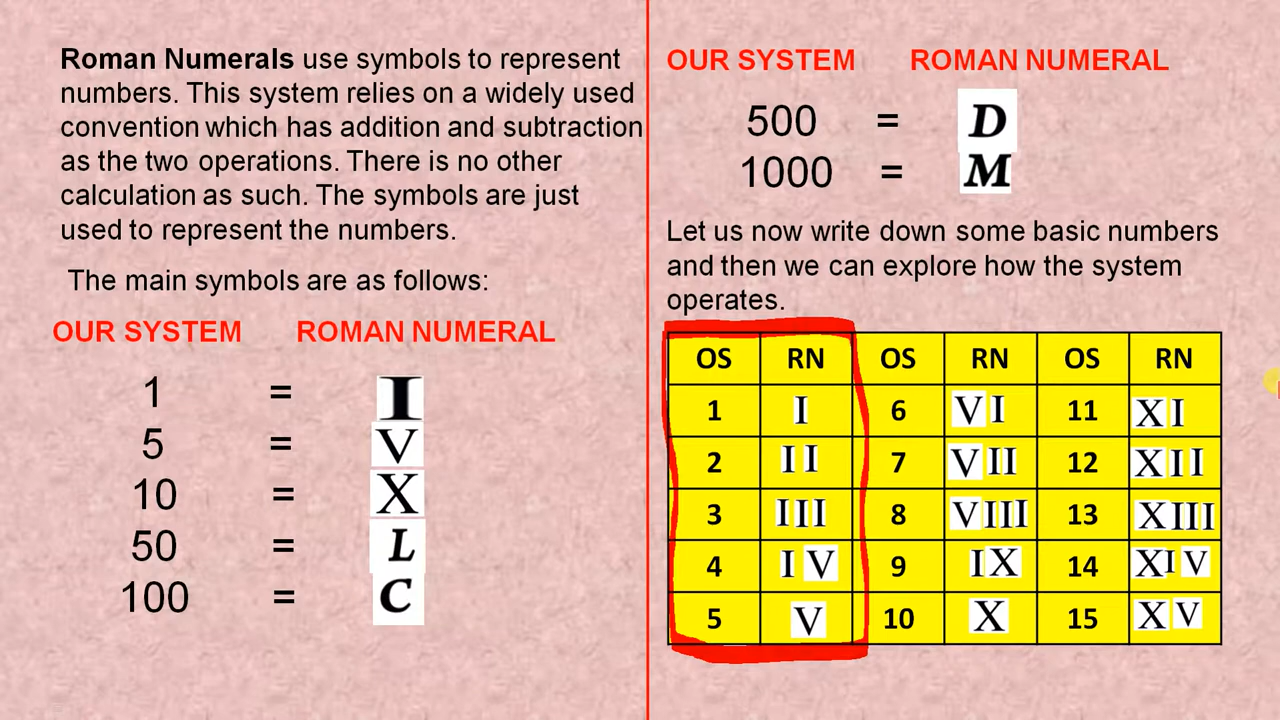 Roman Numerals use symbols to represent
numbers. This system relies on a widely used
convention which has addition and subtraction
as the two operations. There is no other
calculation as such. The symbols are just
used to represent the numbers.
The main symbols are as follows:
OUR SYSTEM ROMAN NUMERAL
1 = I
5 = V
10 = X
50 = L
100 = C
OUR SYSTEM ROMAN NUMERAL
500 = D
1000 = M
Let us now write down some basic numbers
and then we can explore how the system
operates.
OS RN OS RN OS RN
1 I 6 VI 11 XI
2 II 7 VII 12 XII
3 III 8 VIII 13 XIII
4 IV 9 IX 14 XIV
5 V 10 X 15 XV